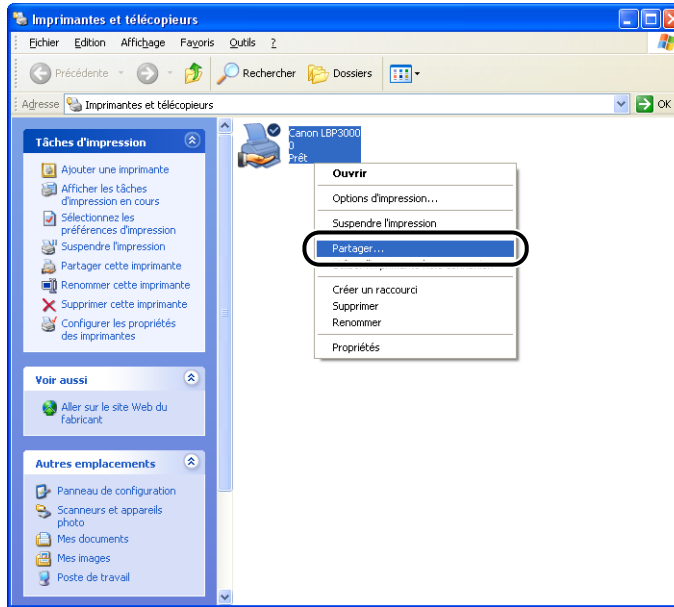 Imprimantes et télécopieurs
Fichier Edition Affichage Favoris Outils ?
Précédente Rechercher Dossiers
Adresse Imprimantes et télécopieurs OK
Tâches d'impression
Ajouter une imprimante
Afficher les tâches
d'impression en cours
Sélectionnez les
préférences d'impression
Suspendre l'impression
Partager cette imprimante
Renommer cette imprimante
Supprimer cette imprimante
Configurer les propriétés
des imprimantes
Voir aussi
Aller sur le site Web du
fabricant
Autres emplacements
Panneau de configuration
Scanneurs et appareils
photo
Mes documents
Mes images
Poste de travail
Canon LBP3000
0
Prêt
Ouvrir
Options d'impression...
Suspendre l'impression
Partager...
Créer un raccourci
Supprimer
Renommer
Propriétés